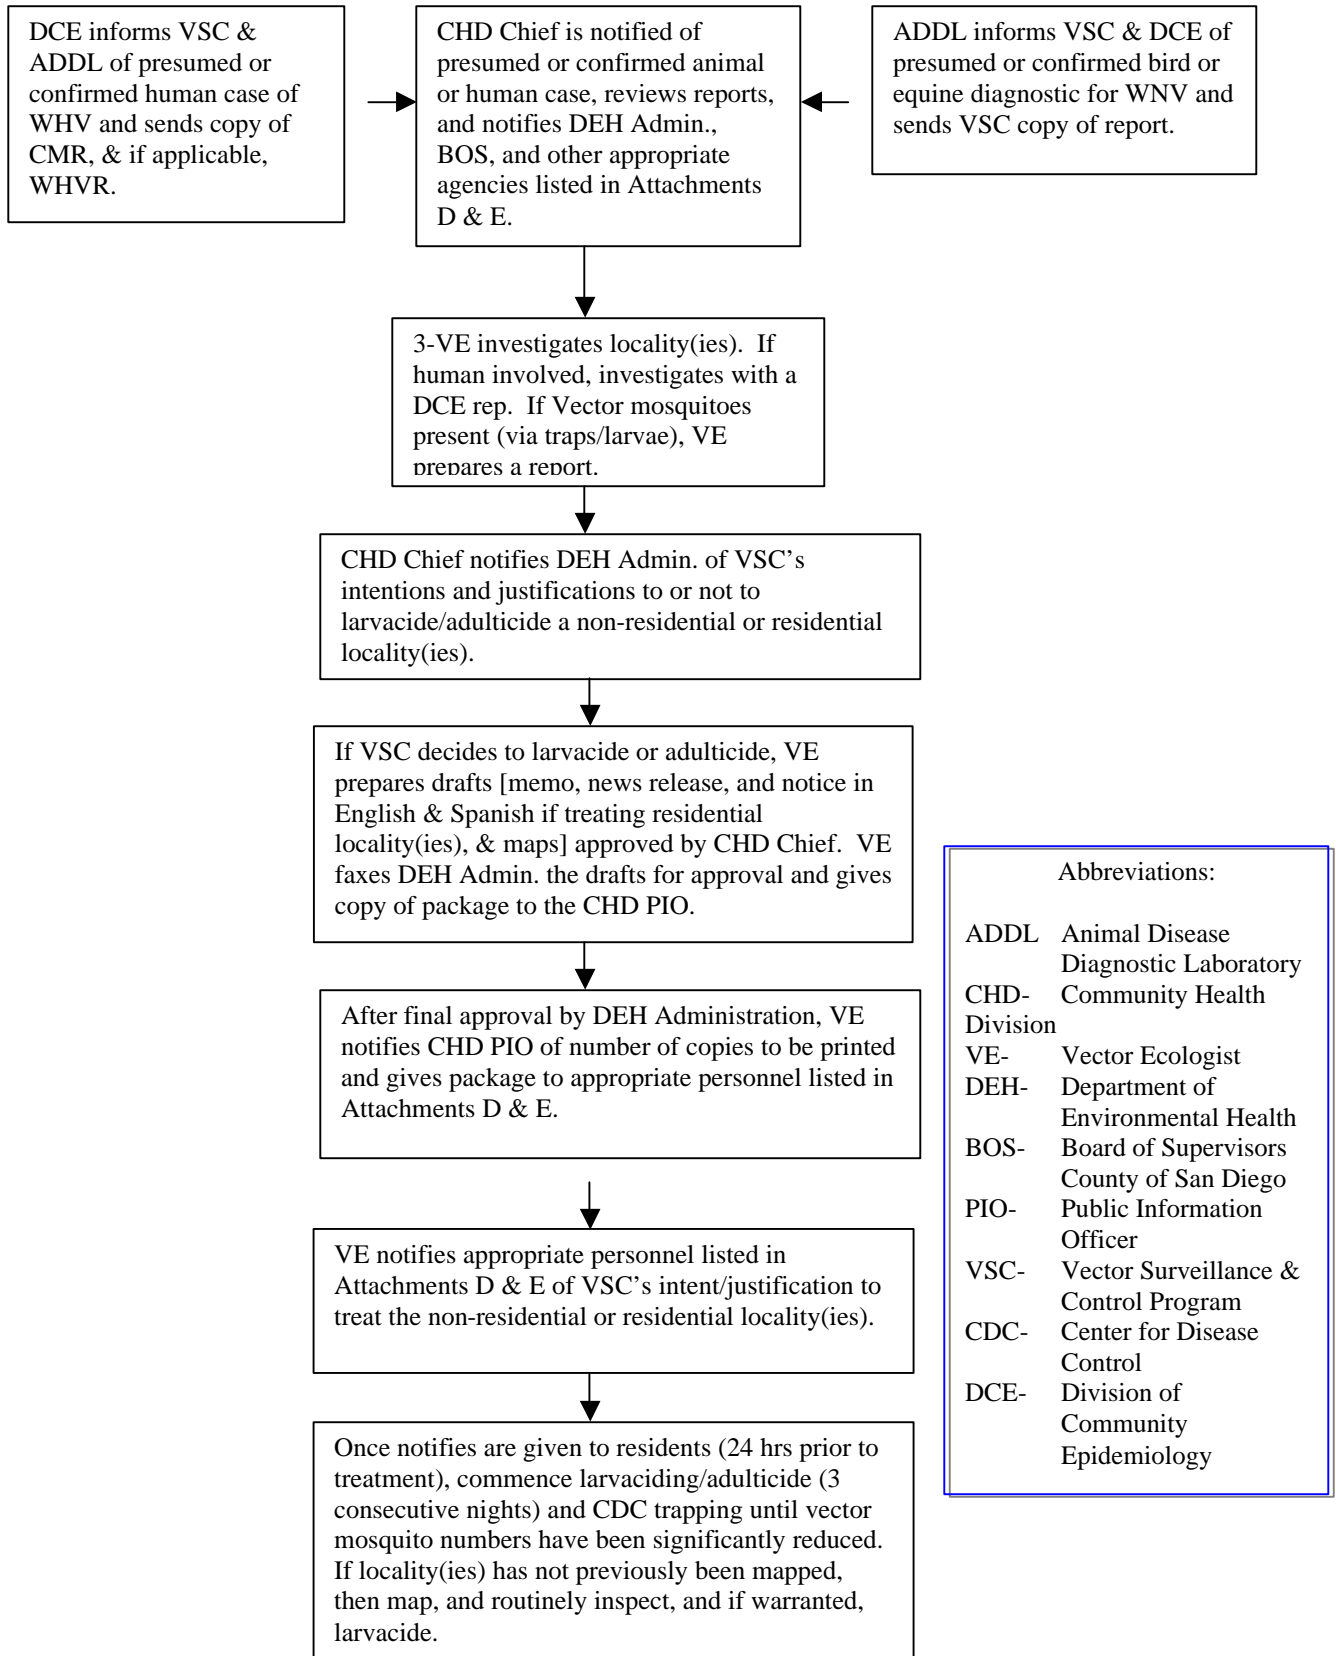 DCE informs VSC &
ADDL of presumed or
confirmed human case of
WHV and sends copy of
CMR, & if applicable,
WHVR.
CHD Chief is notified of
presumed or confirmed animal
or human case, reviews reports,
and notifies DEH Admin.,
BOS, and other appropriate
agencies listed in Attachments
D & E.
ADDL informs VSC & DCE of
presumed or confirmed bird or
equine diagnostic for WNV and
sends VSC copy of report.
3-VE investigates locality(ies).  If
human involved, investigates with a
DCE rep.  If Vector mosquitoes
present (via traps/larvae), VE
prepares a report.
CHD Chief notifies DEH Admin. of VSC's
intentions and justifications to or not to
larvacide/adulticide a non-residential or residential
locality(ies).
If VSC decides to larvacide or adulticide, VE
prepares drafts [memo, news release, and notice in
English & Spanish if treating residential
locality(ies), & maps] approved by CHD Chief.  VE
faxes DEH Admin. the drafts for approval and gives
copy of package to the CHD PIO.
After final approval by DEH Administration, VE
notifies CHD PIO of number of copies to be printed
and gives package to appropriate personnel listed in
Attachments D & E.
VE notifies appropriate personnel listed in
Attachments D & E of VSC's intent/justification to
treat the non-residential or residential locality(ies).
Once notifies are given to residents (24 hrs prior to
treatment), commence larvaciding/adulticide (3
consecutive nights) and CDC trapping until vector
mosquito numbers have been significantly reduced.
If locality(ies) has not previously been mapped,
then map, and routinely inspect, and if warranted,
larvacide.
Abbreviations:
ADDL Animal Disease
Diagnostic Laboratory
CHD- Community Health
Division
VE- Vector Ecologist
DEH- Department of
Environmental Health
BOS- Board of Supervisors
County of San Diego
PIO- Public Information
Officer
VSC- Vector Surveillance &
Control Program
CDC- Center for Disease
Control
DCE- Division of
Community
Epidemiology